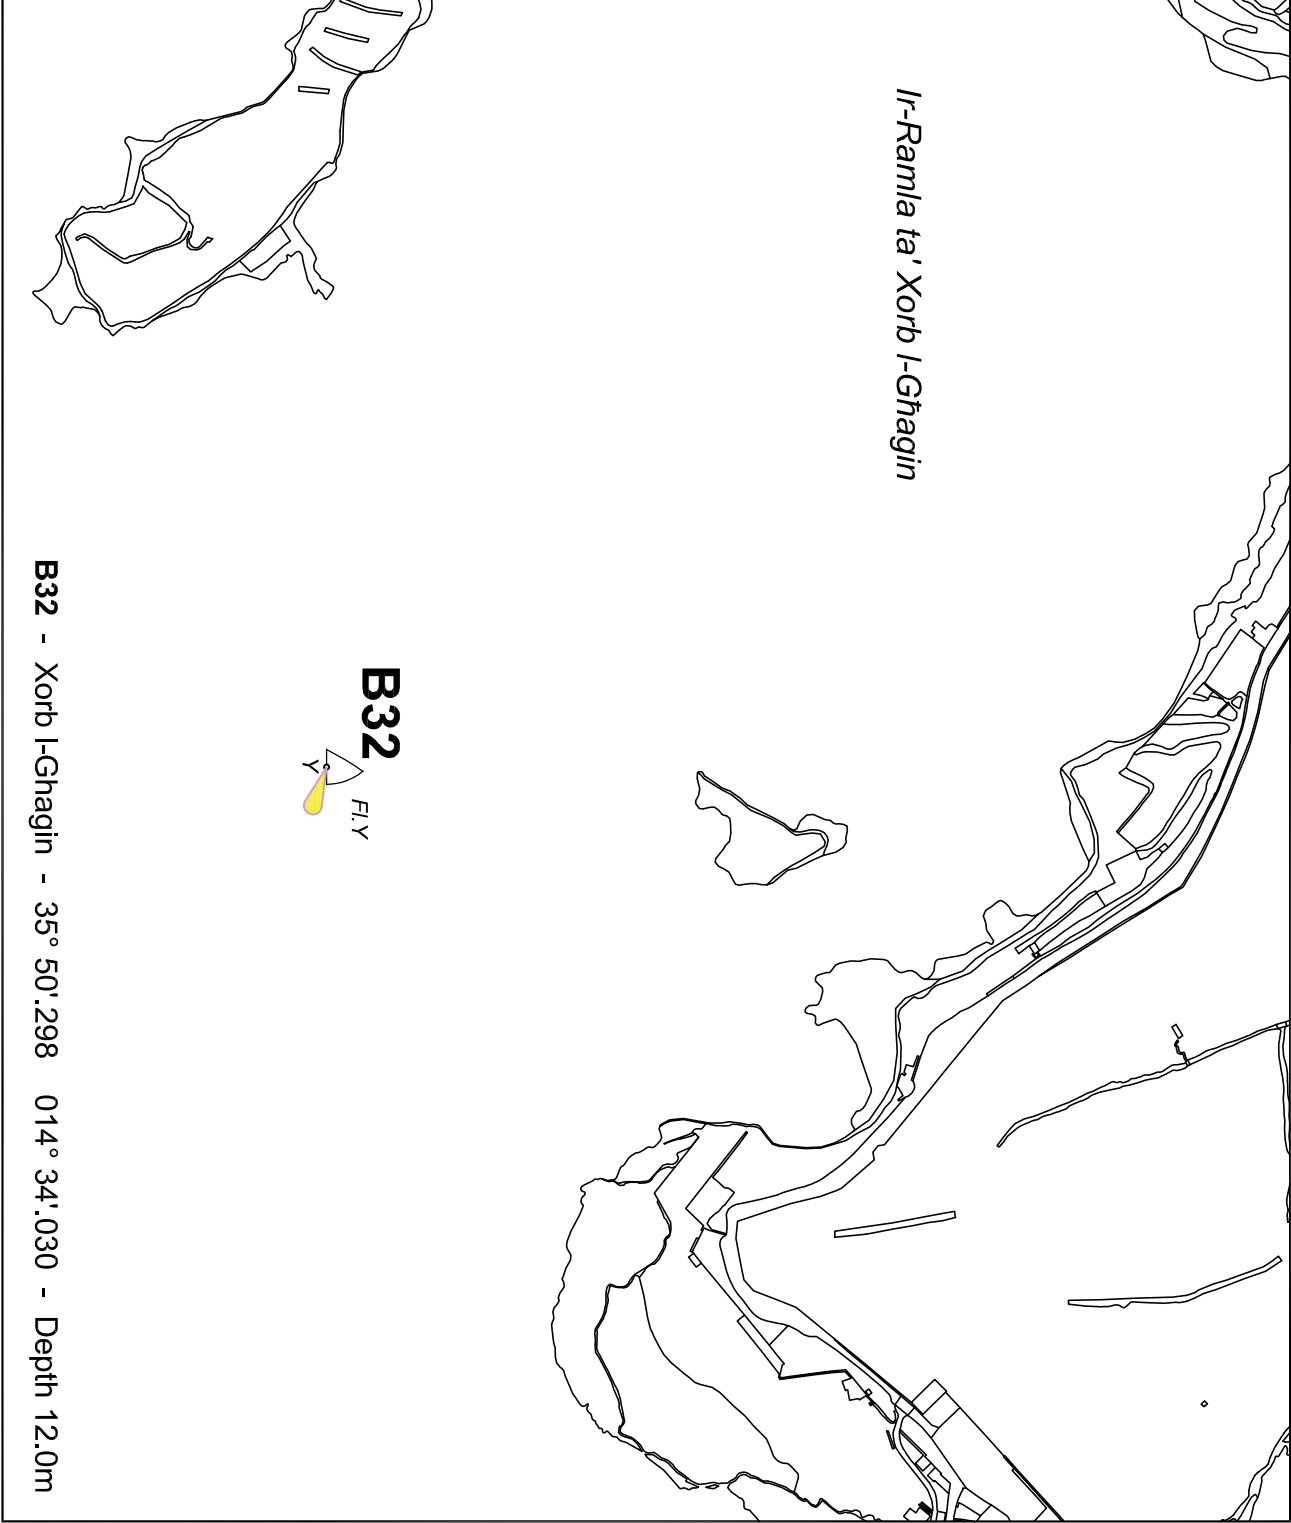 Ir-Ramla ta' Xorb l-Għagin
B32
Fl.Y
Y
B32 - Xorb l-Ghagin - 35° 50'.298 014° 34'.030 - Depth 12.0m